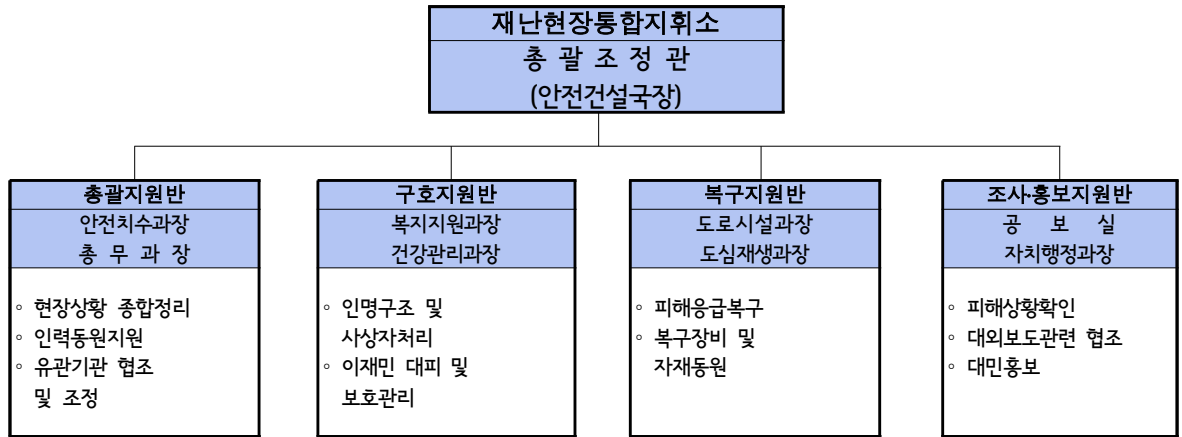 재난현장통합지휘소
총 괄 조 정 관
(안전건설국장)
총괄지원반
안전치수과장
총 무 과 장
◦ 현장상황 종합정리
◦ 인력동원지원
◦ 유관기관 협조
및 조정
구호지원반
복지지원과장
건강관리과장
◦ 인명구조 및
사상자처리
◦ 이재민 대피 및
보호관리
복구지원반
도로시설과장
도심재생과장
◦ 피해응급복구
◦ 복구장비 및
자재동원
조사·홍보지원반
공 보 실
자치행정과장
◦ 피해상황확인
◦ 대외보도관련 협조
◦ 대민홍보